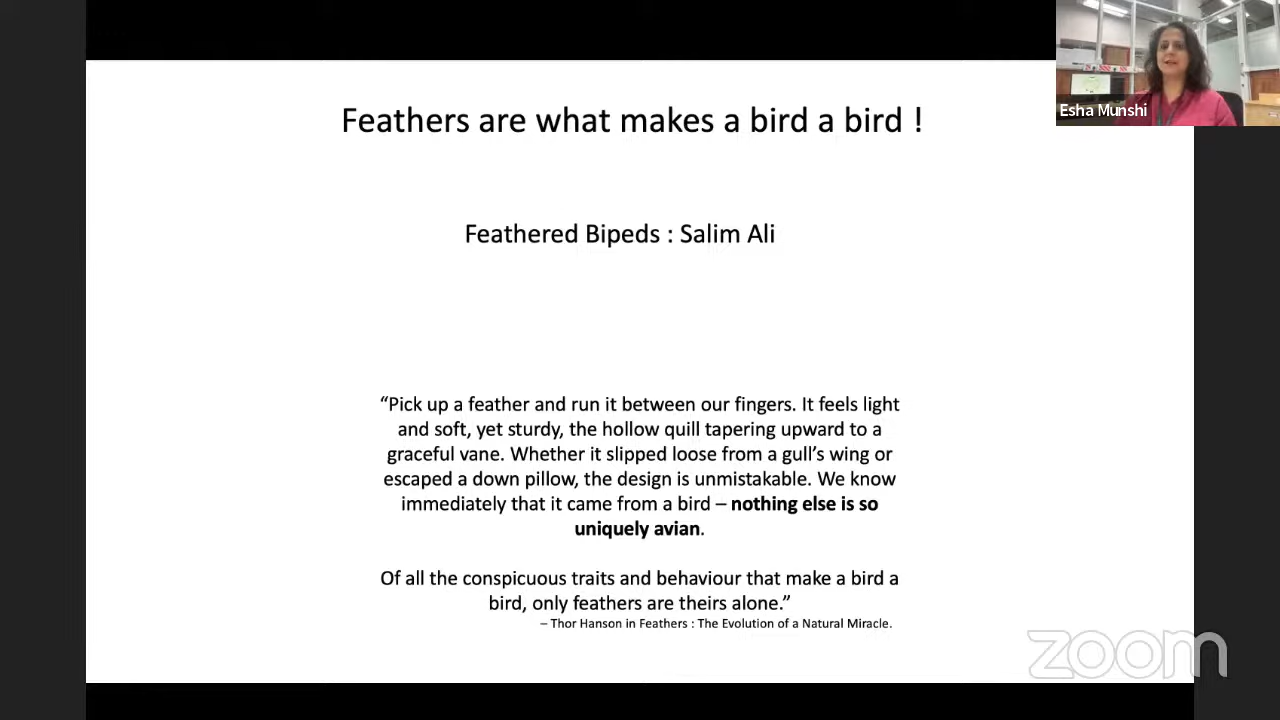 Esha Munshi
Feathers are what makes a bird a bird !
Feathered Bipeds : Salim Ali
“Pick up a feather and run it between our fingers. It feels light
and soft, yet sturdy, the hollow quill tapering upward to a
graceful vane. Whether it slipped loose from a gull’s wing or
escaped a down pillow, the design is unmistakable. We know
immediately that it came from a bird – nothing else is so
uniquely avian.
Of all the conspicuous traits and behaviour that make a bird a
bird, only feathers are theirs alone.”
– Thor Hanson in Feathers : The Evolution of a Natural Miracle.
zoom